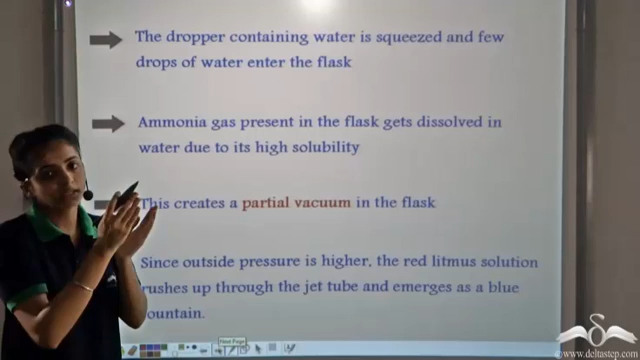 The dropper containing water is squeezed and few
drops of water enter the flask
Ammonia gas present in the flask gets dissolved in
water due to its high solubility
This creates a partial vacuum in the flask
Since outside pressure is higher, the red litmus solution
rushes up through the jet tube and emerges as a blue
ountain.
Next Page
©www.deltastep.com